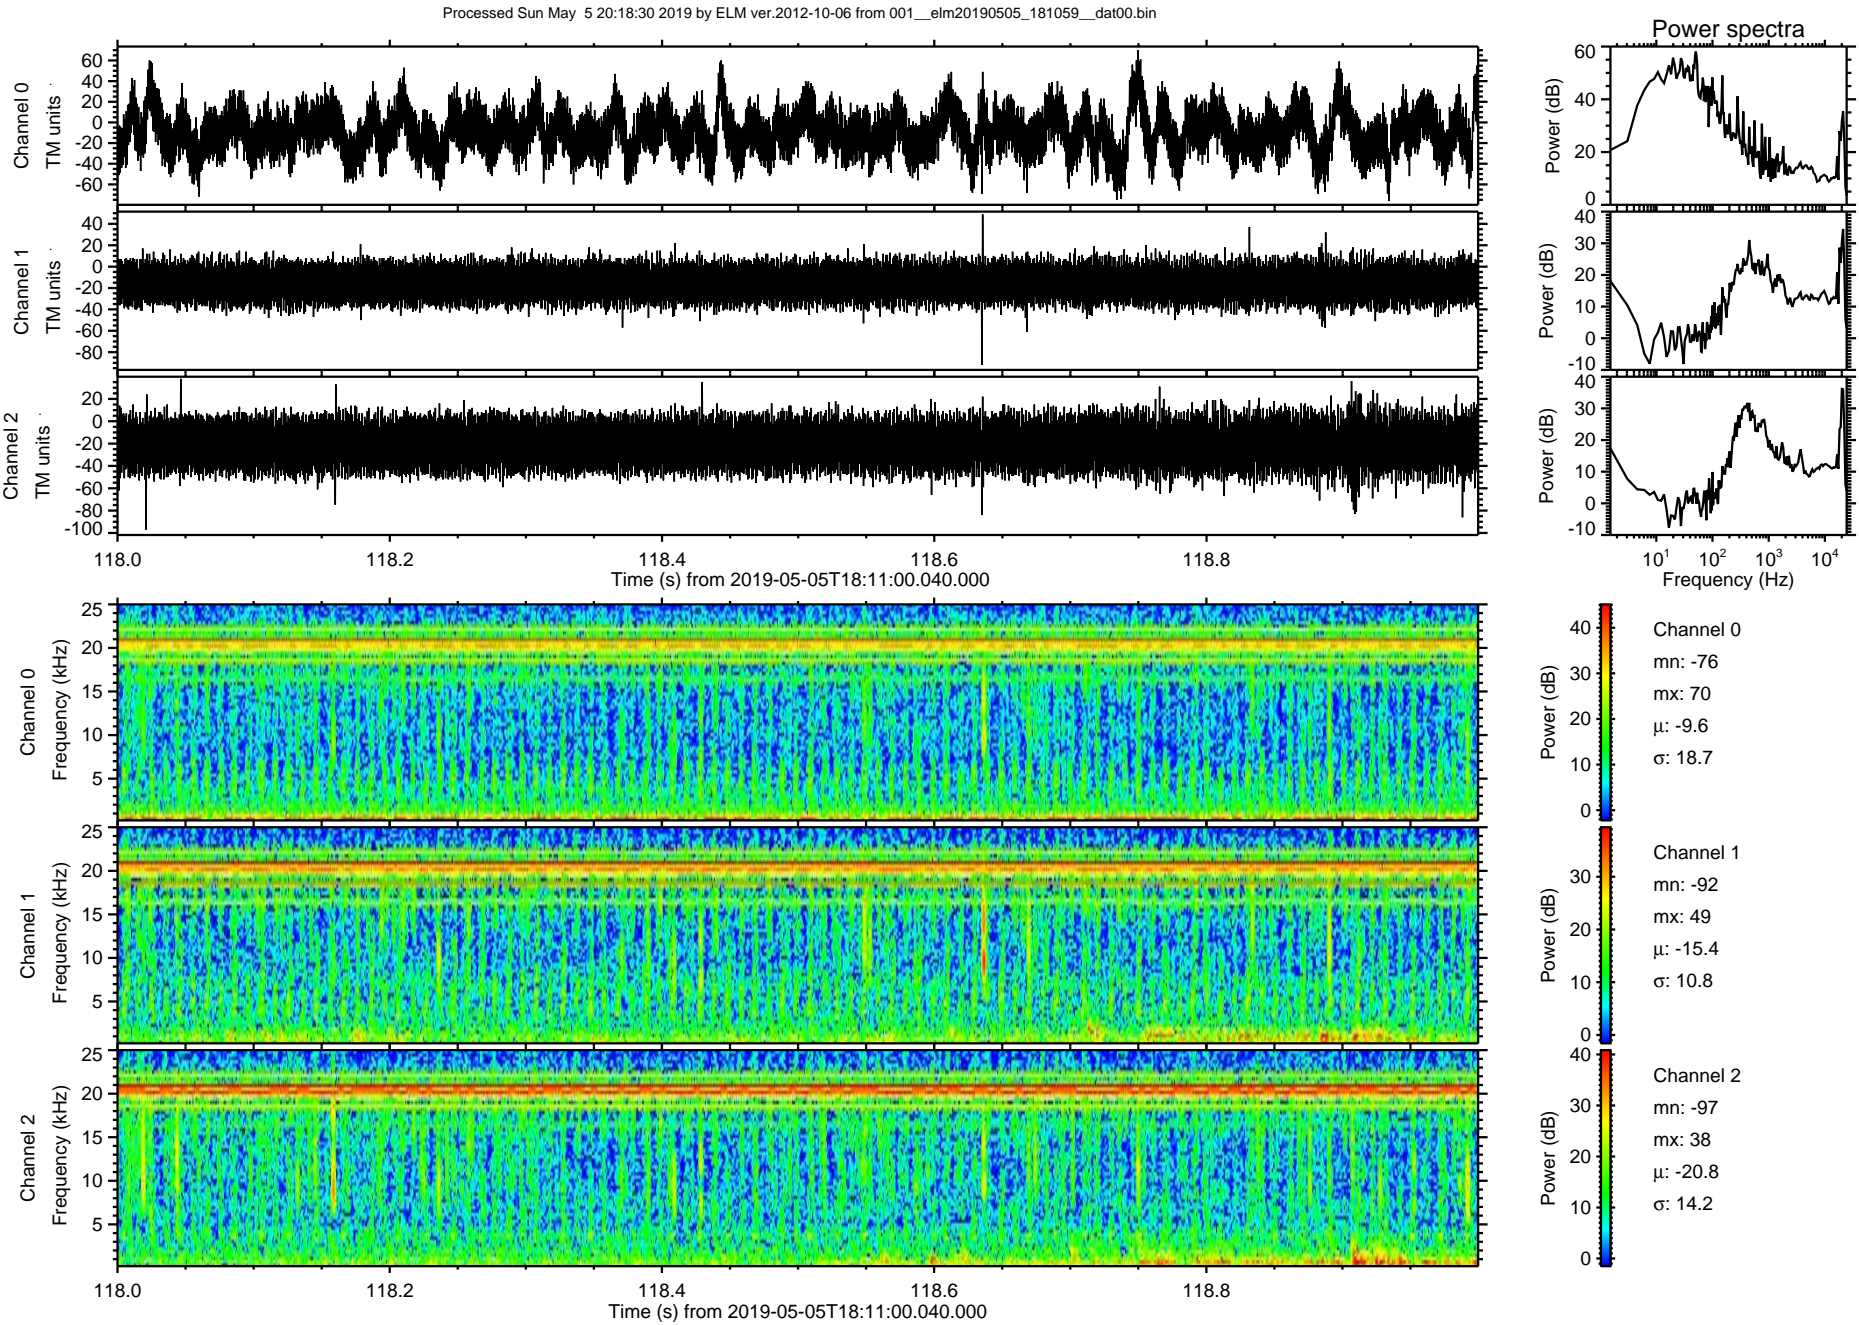 Processed Sun May 5 20:18:30 2019 by ELM ver.2012-10-06 from 001__elm20190505_181059__dat00.bin
Power spectra
Channel 0
TM units
60
40
20
0
-20
-40
-60
Power (dB)
60
40
20
0
Channel 1
TM units
40
20
0
-20
-40
-60
-80
Power (dB)
40
30
20
10
0
-10
Channel 2
TM units
20
0
-20
-40
-60
-80
-100
Power (dB)
40
30
20
10
0
-10
118.0 118.2 118.4 118.6 118.8
Time (s) from 2019-05-05T18:11:00.040.000
10^1 10^2 10^3 10^4
Frequency (Hz)
Channel 0
Frequency (kHz)
25
20
15
10
5
Power (dB)
40
30
20
10
0
Channel 0
mn: -76
mx: 70
μ: -9.6
σ: 18.7
Channel 1
Frequency (kHz)
25
20
15
10
5
Power (dB)
30
20
10
0
Channel 1
mn: -92
mx: 49
μ: -15.4
σ: 10.8
Channel 2
Frequency (kHz)
25
20
15
10
5
Power (dB)
40
30
20
10
0
Channel 2
mn: -97
mx: 38
μ: -20.8
σ: 14.2
118.0 118.2 118.4 118.6 118.8
Time (s) from 2019-05-05T18:11:00.040.000